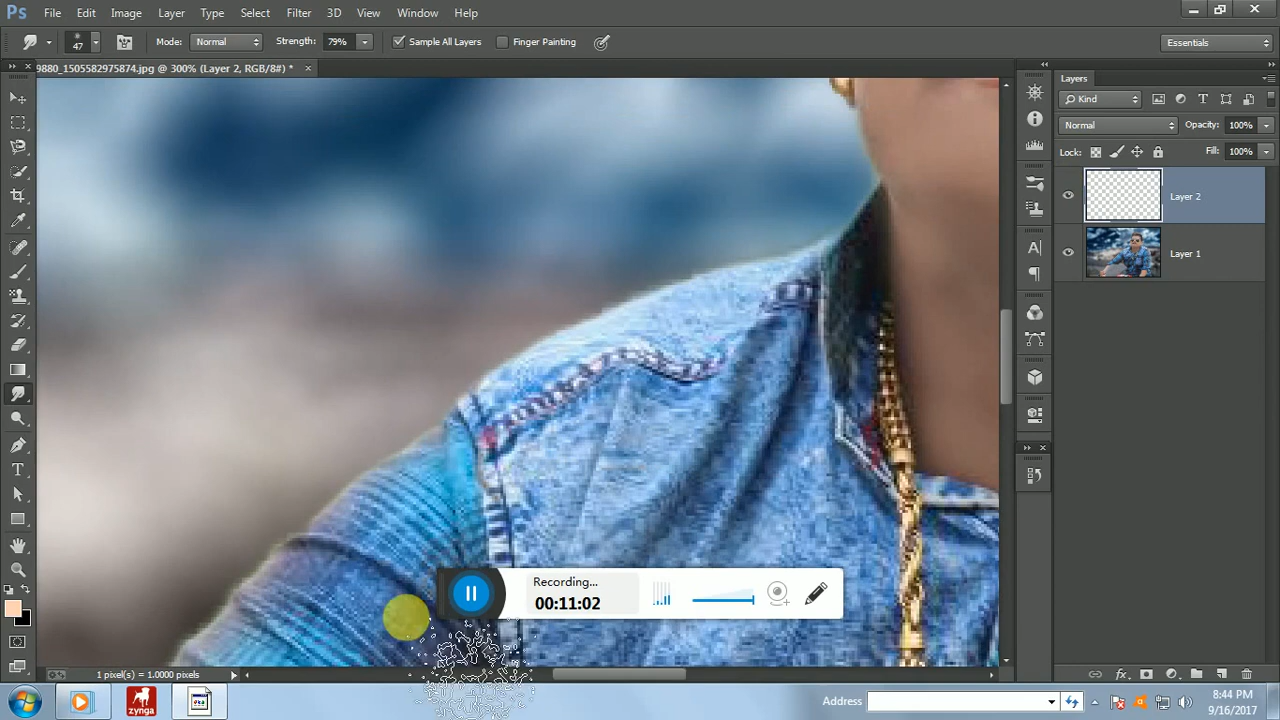 Ps File Edit Image Layer Type Select Filter 3D View Window Help
47 Mode: Normal Strength: 79% Sample All Layers Finger Painting Essentials
9880_1505582975874.jpg @ 300% (Layer 2, RGB/8#) * ×
Layers
Kind
Normal Opacity: 100%
Lock: Fill: 100%
Layer 2
Layer 1
Recording...
00:11:02
1 pixel(s) = 1.0000 pixels
zynga
Address
8:44 PM
9/16/2017